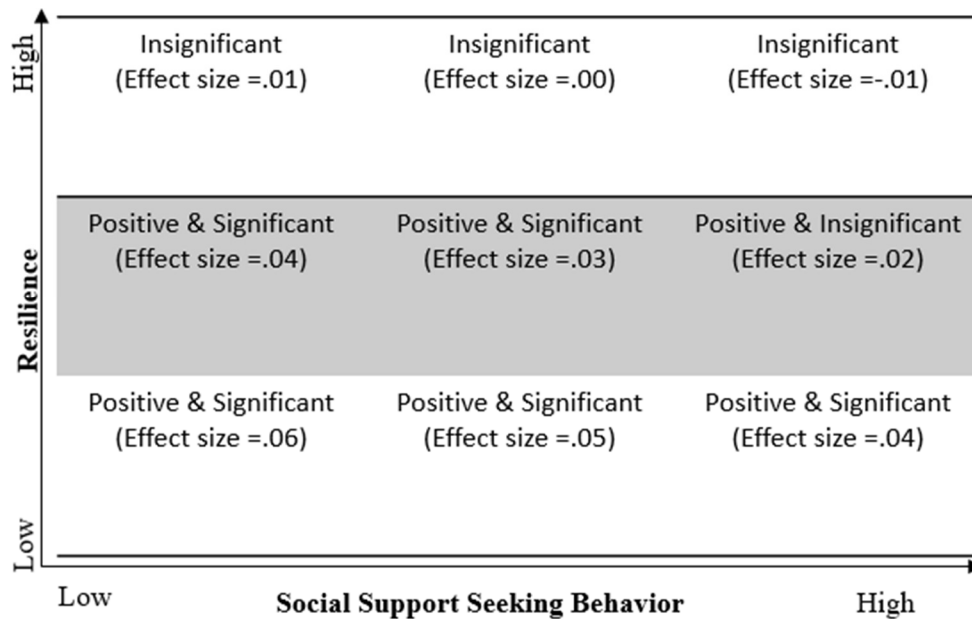 High
Insignificant
(Effect size =.01)
Insignificant
(Effect size =.00)
Insignificant
(Effect size =-.01)
Resilience
Positive & Significant
(Effect size =.04)
Positive & Significant
(Effect size =.03)
Positive & Insignificant
(Effect size =.02)
Positive & Significant
(Effect size =.06)
Positive & Significant
(Effect size =.05)
Positive & Significant
(Effect size =.04)
Low
Low
Social Support Seeking Behavior
High